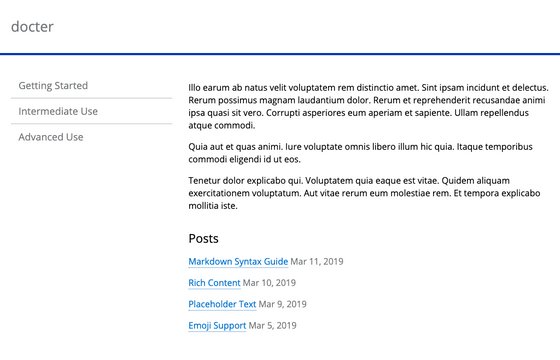 docter
Getting Started
Intermediate Use
Advanced Use
Illo earum ab natus velit voluptatem rem distinctio amet. Sint ipsam incidunt et delectus.
Rerum possimus magnam laudantium dolor. Rerum et reprehenderit recusandae animi
ipsa quasi sit vero. Corrupti asperiores eum aperiam et sapiente. Ullam repellendus
atque commodi.
Quia aut et quas animi. Iure voluptate omnis libero illum hic quia. Itaque temporibus
commodi eligendi id ut eos.
Tenetur dolor explicabo qui. Voluptatem quia eaque est vitae. Quidem aliquam
exercitationem voluptatum. Aut vitae rerum eum molestiae rem. Et tempora explicabo
mollitia iste.
Posts
Markdown Syntax Guide Mar 11, 2019
Rich Content Mar 10, 2019
Placeholder Text Mar 9, 2019
Emoji Support Mar 5, 2019